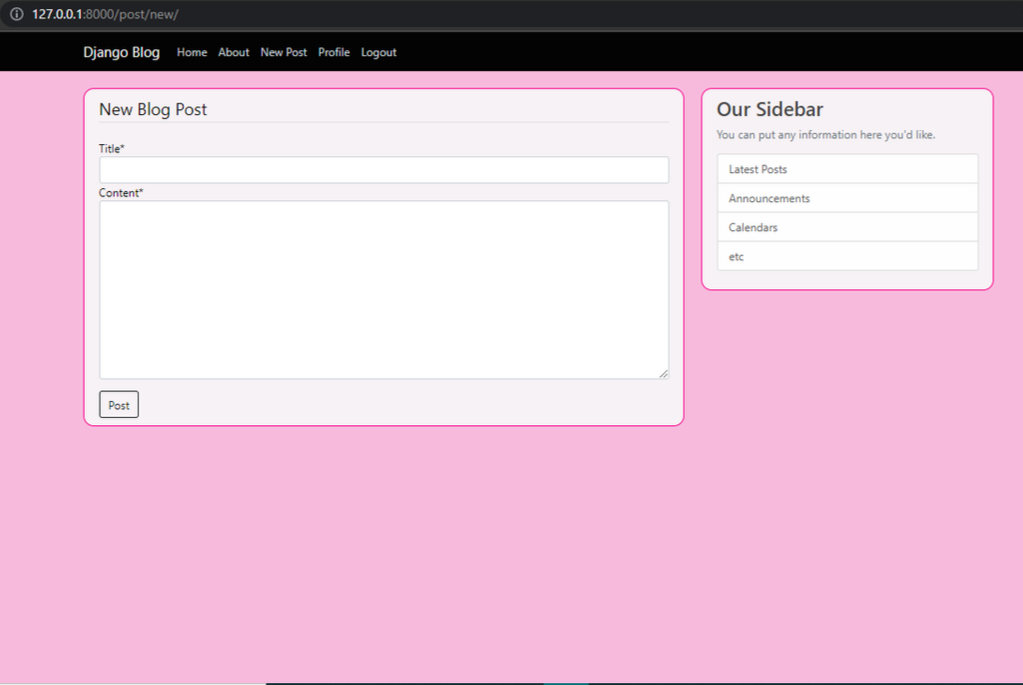 127.0.0.1:8000/post/new/
Django Blog Home About New Post Profile Logout
New Blog Post
Title*
Content*
Post
Our Sidebar
You can put any information here you'd like.
Latest Posts
Announcements
Calendars
etc